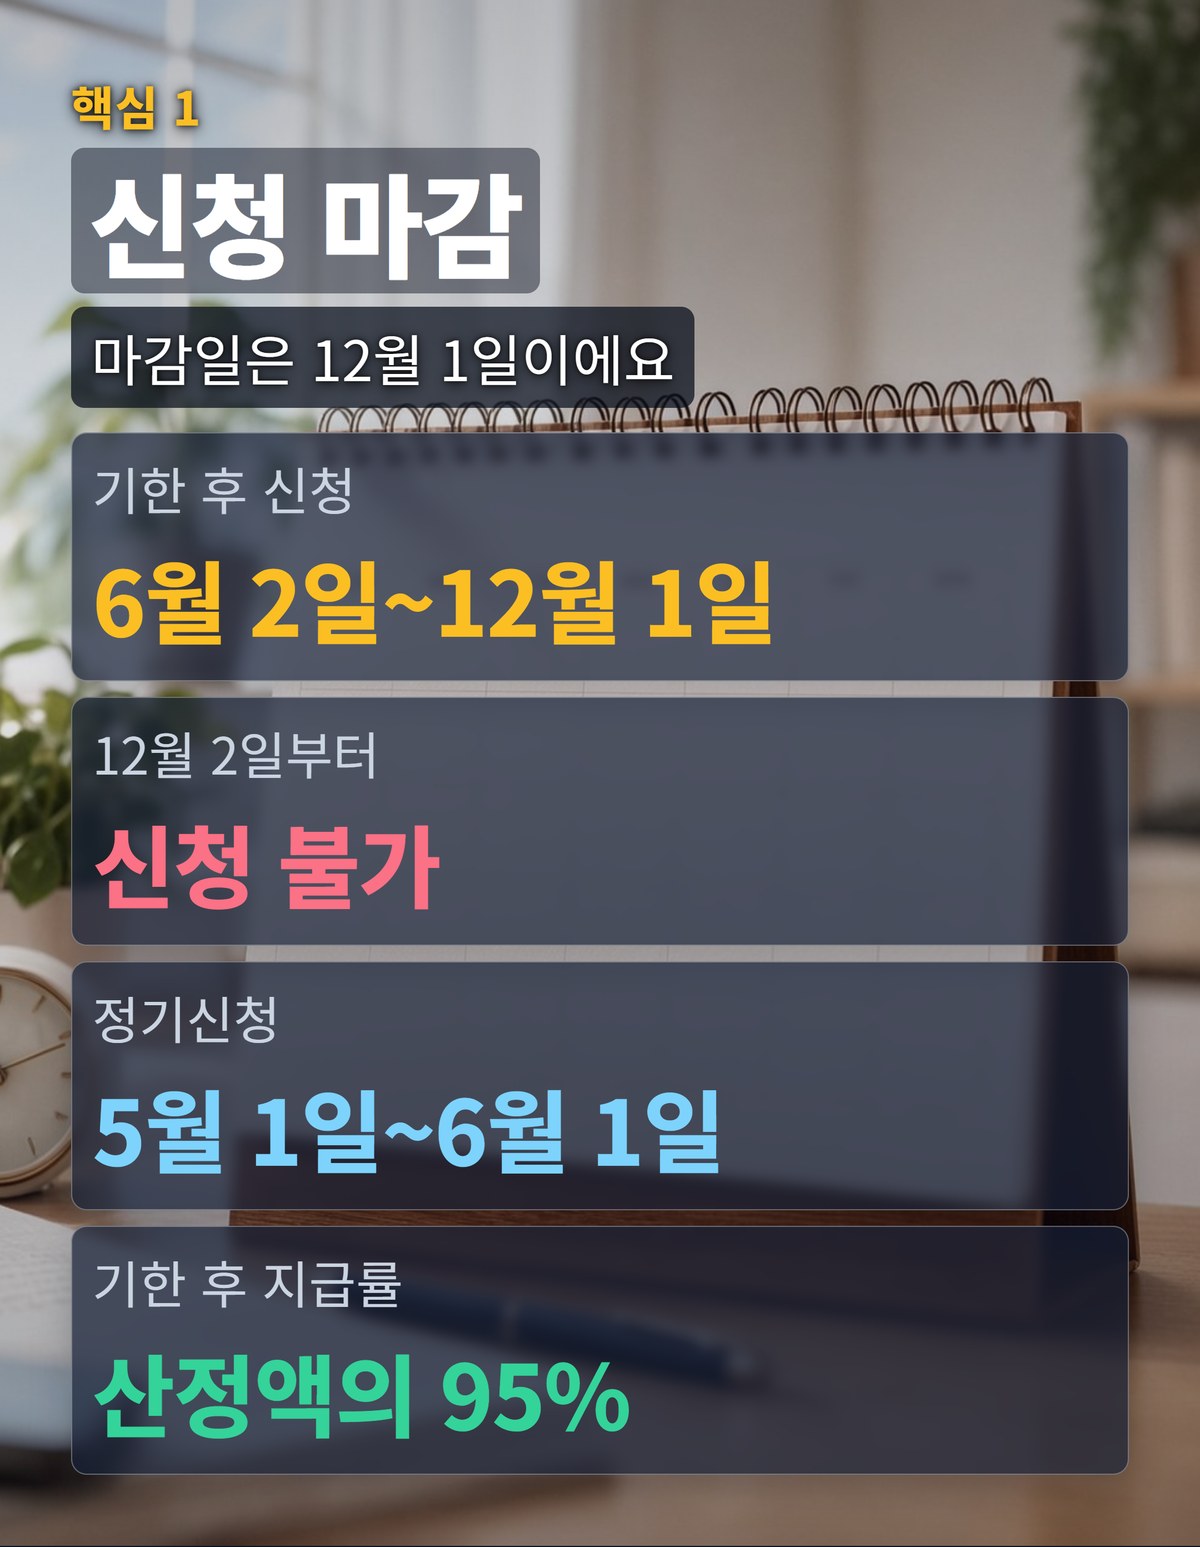 핵심 1
신청 마감
마감일은 12월 1일이에요
기한 후 신청
6월 2일~12월 1일
12월 2일부터
신청 불가
정기신청
5월 1일~6월 1일
기한 후 지급률
산정액의 95%